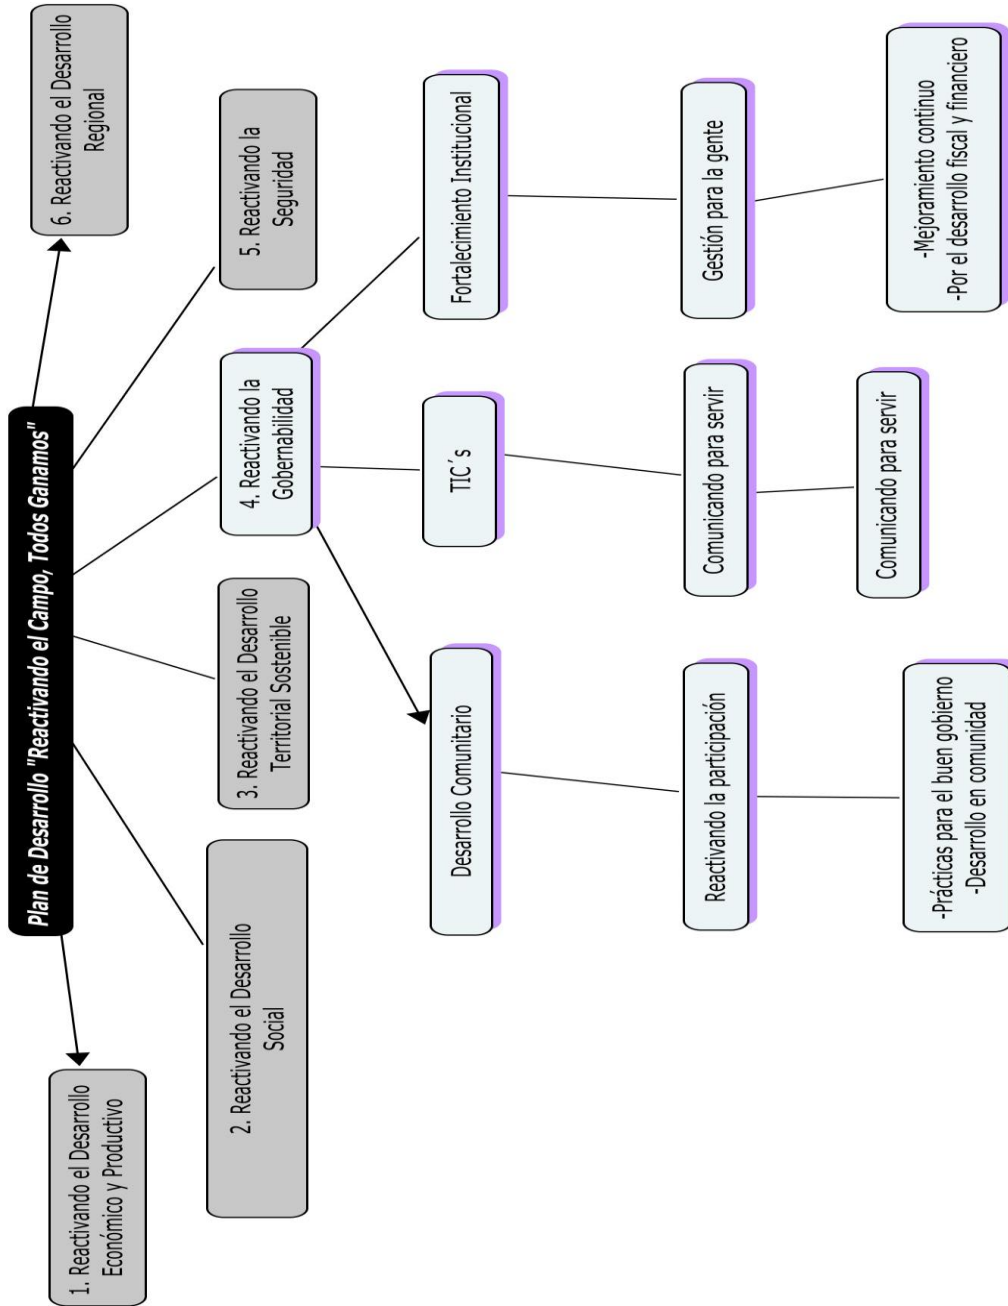 Plan de Desarrollo "Reactivando el Campo, Todos Ganamos"
1. Reactivando el Desarrollo
Económico y Productivo
2. Reactivando el Desarrollo
Social
3. Reactivando el Desarrollo
Territorial Sostenible
4. Reactivando la
Gobernabilidad
5. Reactivando la
Seguridad
6. Reactivando el Desarrollo
Regional
Desarrollo Comunitario
TIC´s
Fortalecimiento Institucional
Reactivando la participación
Comunicando para servir
Gestión para la gente
-Prácticas para el buen gobierno
-Desarrollo en comunidad
Comunicando para servir
-Mejoramiento continuo
-Por el desarrollo fiscal y financiero